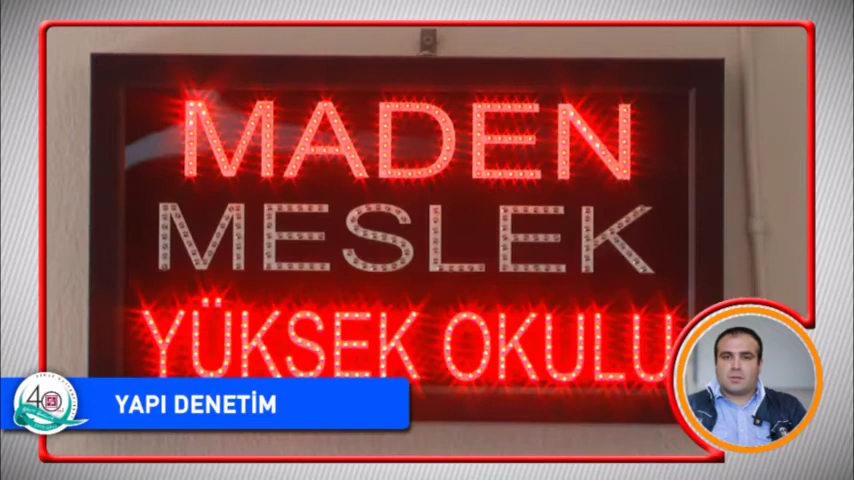 MADEN
MESLEK
YÜKSEK OKULU
40
YAPI DENETİM